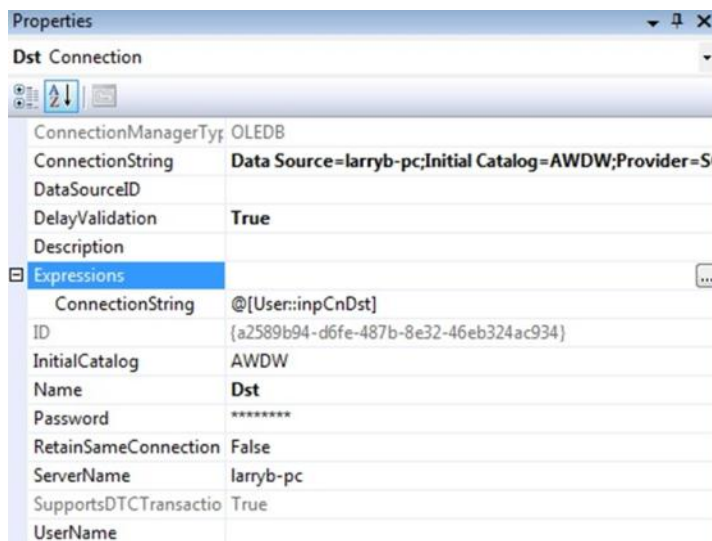 Properties
Dst Connection
ConnectionManagerTyp OLEDB
ConnectionString Data Source=larryb-pc;Initial Catalog=AWDW;Provider=S
DataSourceID
DelayValidation True
Description
Expressions ...
ConnectionString @[User::inpCnDst]
ID {a2589b94-d6fe-487b-8e32-46eb324ac934}
InitialCatalog AWDW
Name Dst
Password ********
RetainSameConnection False
ServerName larryb-pc
SupportsDTCTransactio True
UserName